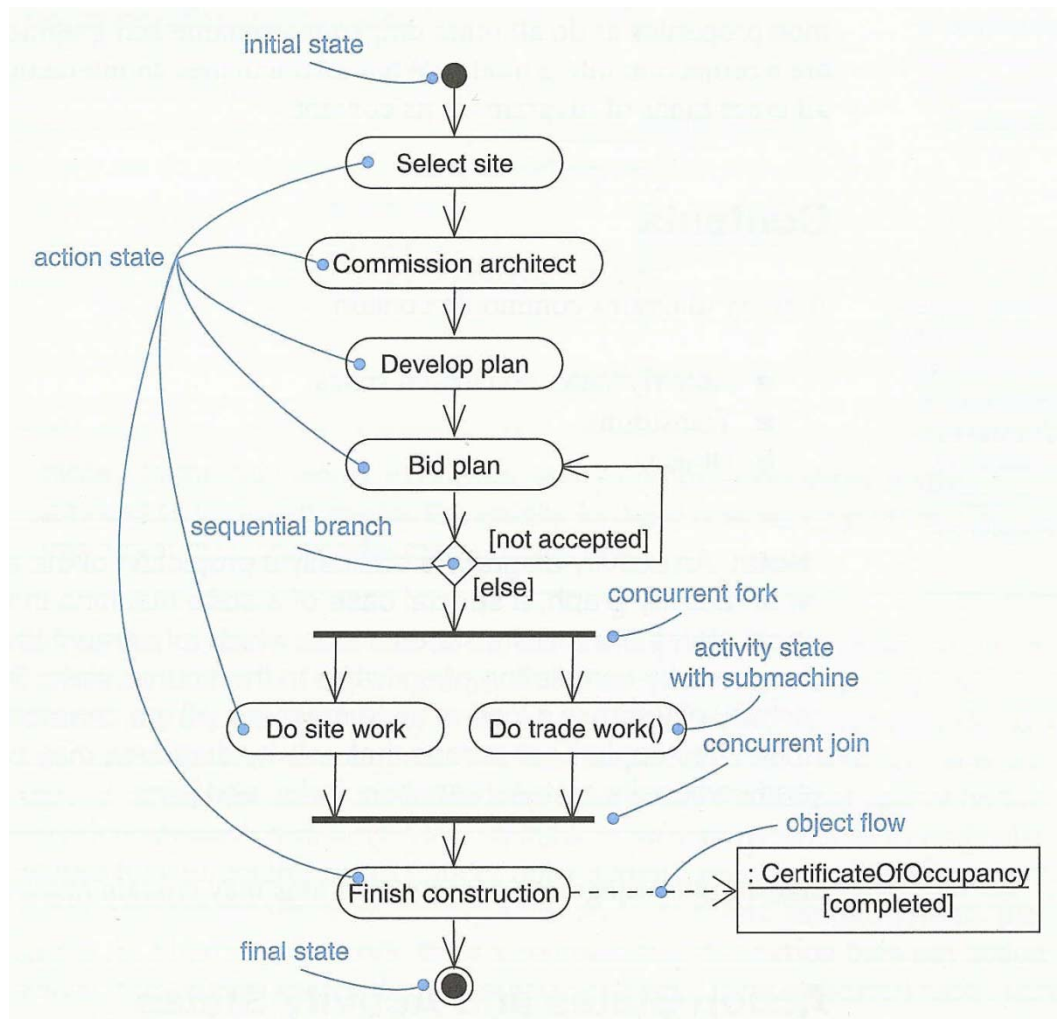 initial state
Select site
action state
Commission architect
Develop plan
Bid plan
sequential branch
[not accepted]
[else]
concurrent fork
activity state
with submachine
Do site work
Do trade work()
concurrent join
object flow
: CertificateOfOccupancy
[completed]
Finish construction
final state